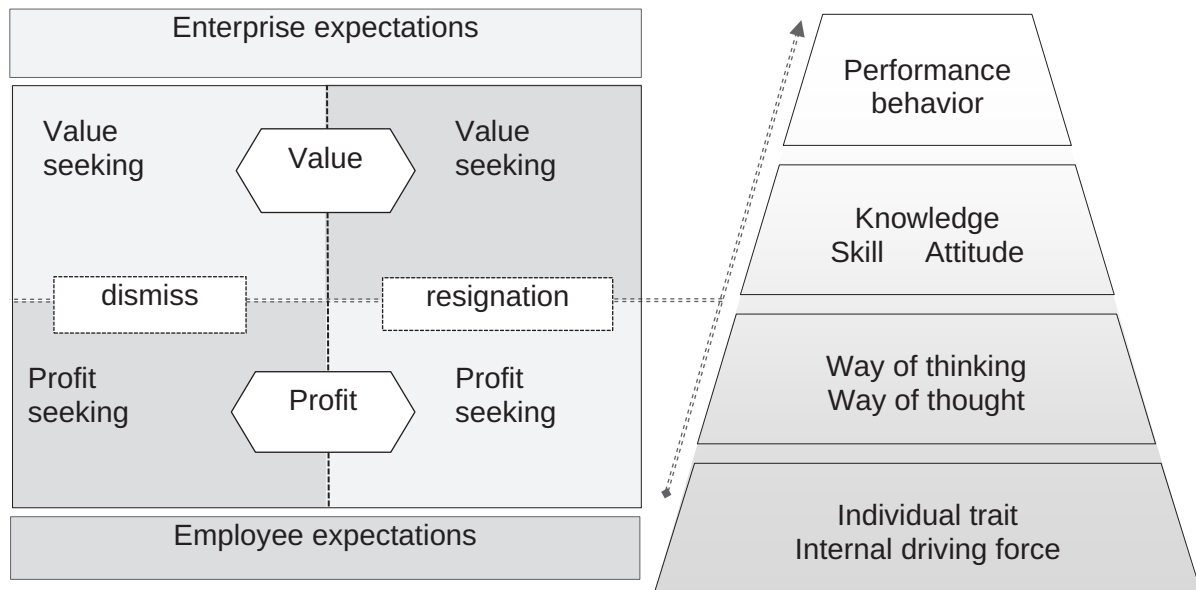 Enterprise expectations
Value
seeking
Value
Value
seeking
dismiss
resignation
Profit
seeking
Profit
Profit
seeking
Employee expectations
Performance
behavior
Knowledge
Skill Attitude
Way of thinking
Way of thought
Individual trait
Internal driving force